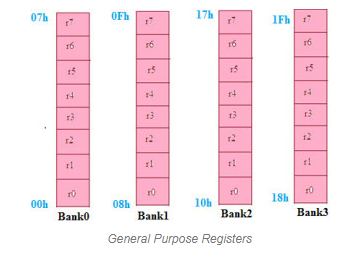 07h 0Fh 17h 1Fh
r7 r7 r7 r7
r6 r6 r6 r6
r5 r5 r5 r5
r4 r4 r4 r4
r3 r3 r3 r3
r2 r2 r2 r2
r1 r1 r1 r1
r0 r0 r0 r0
00h 08h 10h 18h
Bank0 Bank1 Bank2 Bank3
General Purpose Registers